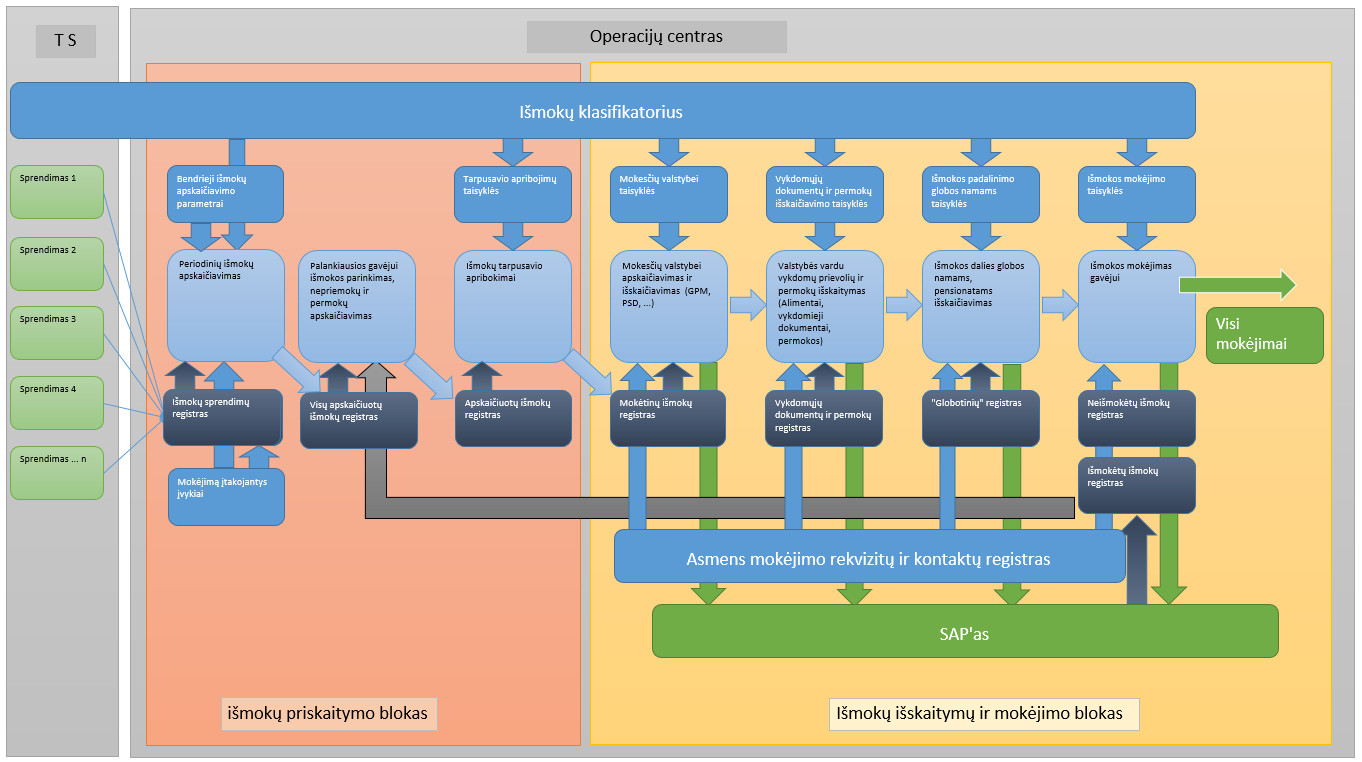 T S
Operacijų centras
Išmokų klasifikatorius
Sprendimas 1
Sprendimas 2
Sprendimas 3
Sprendimas 4
Sprendimas ... n
Bendrieji išmokų
apskaičiavimo
parametrai
Tarpusavio apribojimų
taisyklės
Mokesčių valstybei
taisyklės
Vykdomųjų
dokumentų ir permokų
išskaičiavimo taisyklės
Išmokos padalinimo
globos namams
taisyklės
Išmokos mokėjimo
taisyklės
Periodinių išmokų
apskaičiavimas
Palankiausios gavėjui
išmokos parinkimas,
nepriemokų ir
permokų
apskaičiavimas
Išmokų tarpusavio
apribokimai
Mokesčių valstybei
apskaičiavimas ir
išskaičiavimas (GPM,
PSD, ...)
Valstybės vardu
vykdomų prievolių ir
permokų išskaitymas
(Alimentai,
vykdomieji
dokumentai,
permokos)
Išmokos dalies globos
namams,
pensionatams
išskaičiavimas
Išmokos mokėjimas
gavėjui
Visi
mokėjimai
Išmokų sprendimų
registras
Visų apskaičiuotų
išmokų registras
Apskaičiuotų išmokų
registras
Mokėtinų išmokų
registras
Vykdomųjų
dokumentų ir permokų
registras
"Globotinių" registras
Neišmokėtų išmokų
registras
Mokėjimą įtakojantys
įvykiai
Išmokėtų išmokų
registras
Asmens mokėjimo rekvizitų ir kontaktų registras
SAP'as
išmokų priskaitymo blokas
Išmokų išskaitymų ir mokėjimo blokas